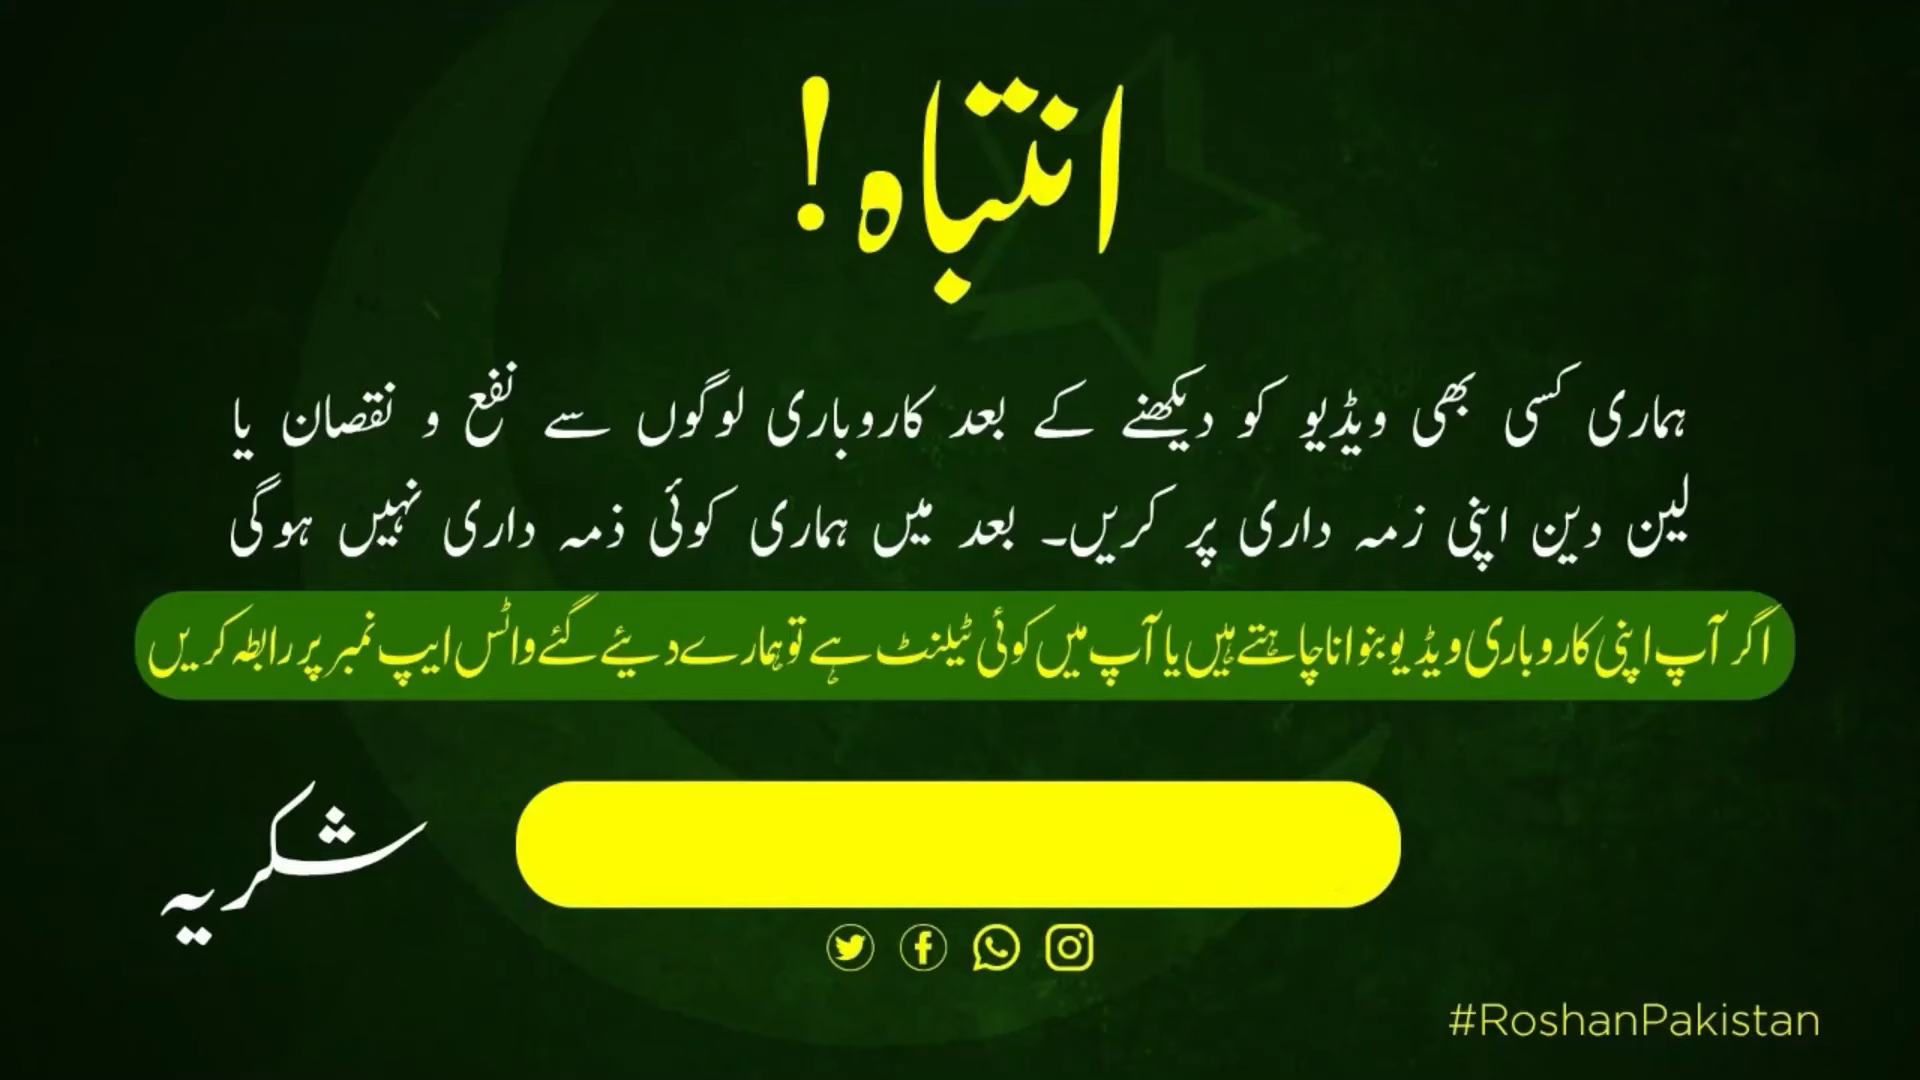 انتباہ!
ہماری کسی بھی ویڈیو کو دیکھنے کے بعد کاروباری لوگوں سے نفع و نقصان یا
لین دین اپنی زمہ داری پر کریں۔ بعد میں ہماری کوئی ذمہ داری نہیں ہوگی
اگر آپ اپنی کاروباری ویڈیو بنوانا چاہتے ہیں یا آپ میں کوئی ٹیلنٹ ہے تو ہمارے دیئے گئے واٹس ایپ نمبر پر رابطہ کریں
شکریہ
#RoshanPakistan